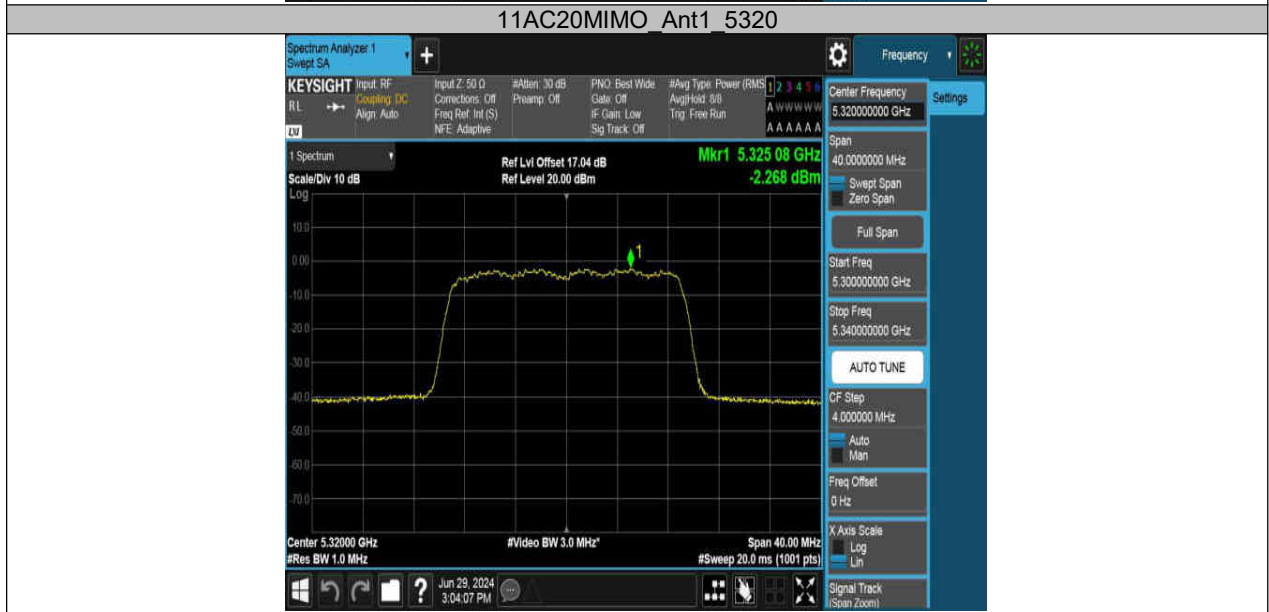 11AC20MIMO_Ant1_5320
Spectrum Analyzer 1
Swept SA
+
Frequency
KEYSIGHT
RL
Input: RF
Coupling: DC
Align: Auto
Input Z: 50 Ω
Corrections: Off
Freq Ref: Int (S)
NFE: Adaptive
#Atten: 30 dB
Preamp: Off
PNO: Best Wide
Gate: Off
IF Gain: Low
Sig Track: Off
#Avg Type: Power (RMS
Avg|Hold: 8/8
Trig: Free Run
1 2 3 4 5 6
A W W W W W
A A A A A A
LXI
1 Spectrum
Scale/Div 10 dB
Log
Ref Lvl Offset 17.04 dB
Ref Level 20.00 dBm
Mkr1 5.325 08 GHz
-2.268 dBm
10.0
0.00
-10.0
-20.0
-30.0
-40.0
-50.0
-60.0
-70.0
1
Center 5.32000 GHz
#Res BW 1.0 MHz
#Video BW 3.0 MHz*
Span 40.00 MHz
#Sweep 20.0 ms (1001 pts)
Center Frequency
5.320000000 GHz
Settings
Span
40.0000000 MHz
Swept Span
Zero Span
Full Span
Start Freq
5.300000000 GHz
Stop Freq
5.340000000 GHz
AUTO TUNE
CF Step
4.000000 MHz
Auto
Man
Freq Offset
0 Hz
X Axis Scale
Log
Lin
Signal Track
(Span Zoom)
?
Jun 29, 2024
3:04:07 PM